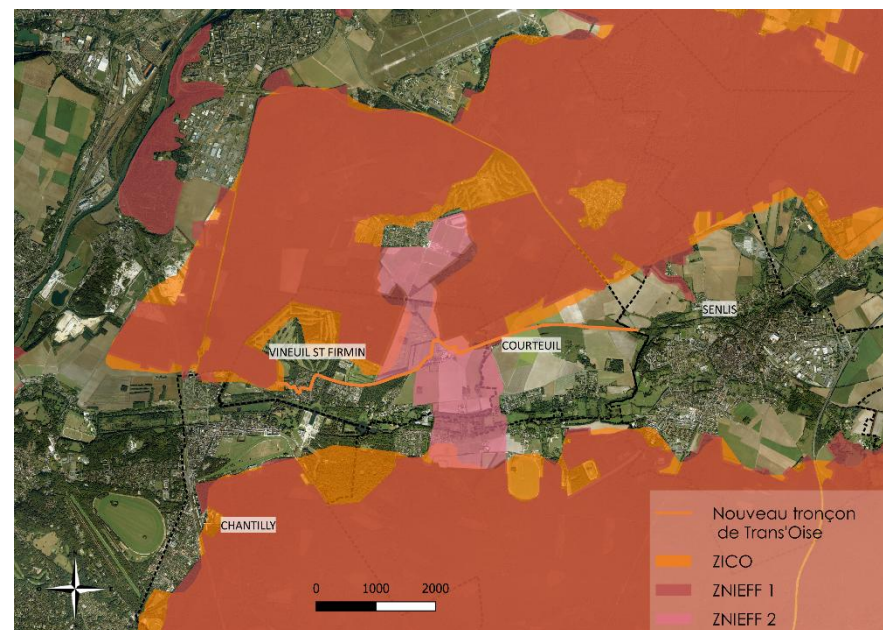 SENLIS
COURTEUIL
VINEUIL ST FIRMIN
CHANTILLY
0 1000 2000
Nouveau tronçon
de Trans'Oise
ZICO
ZNIEFF 1
ZNIEFF 2